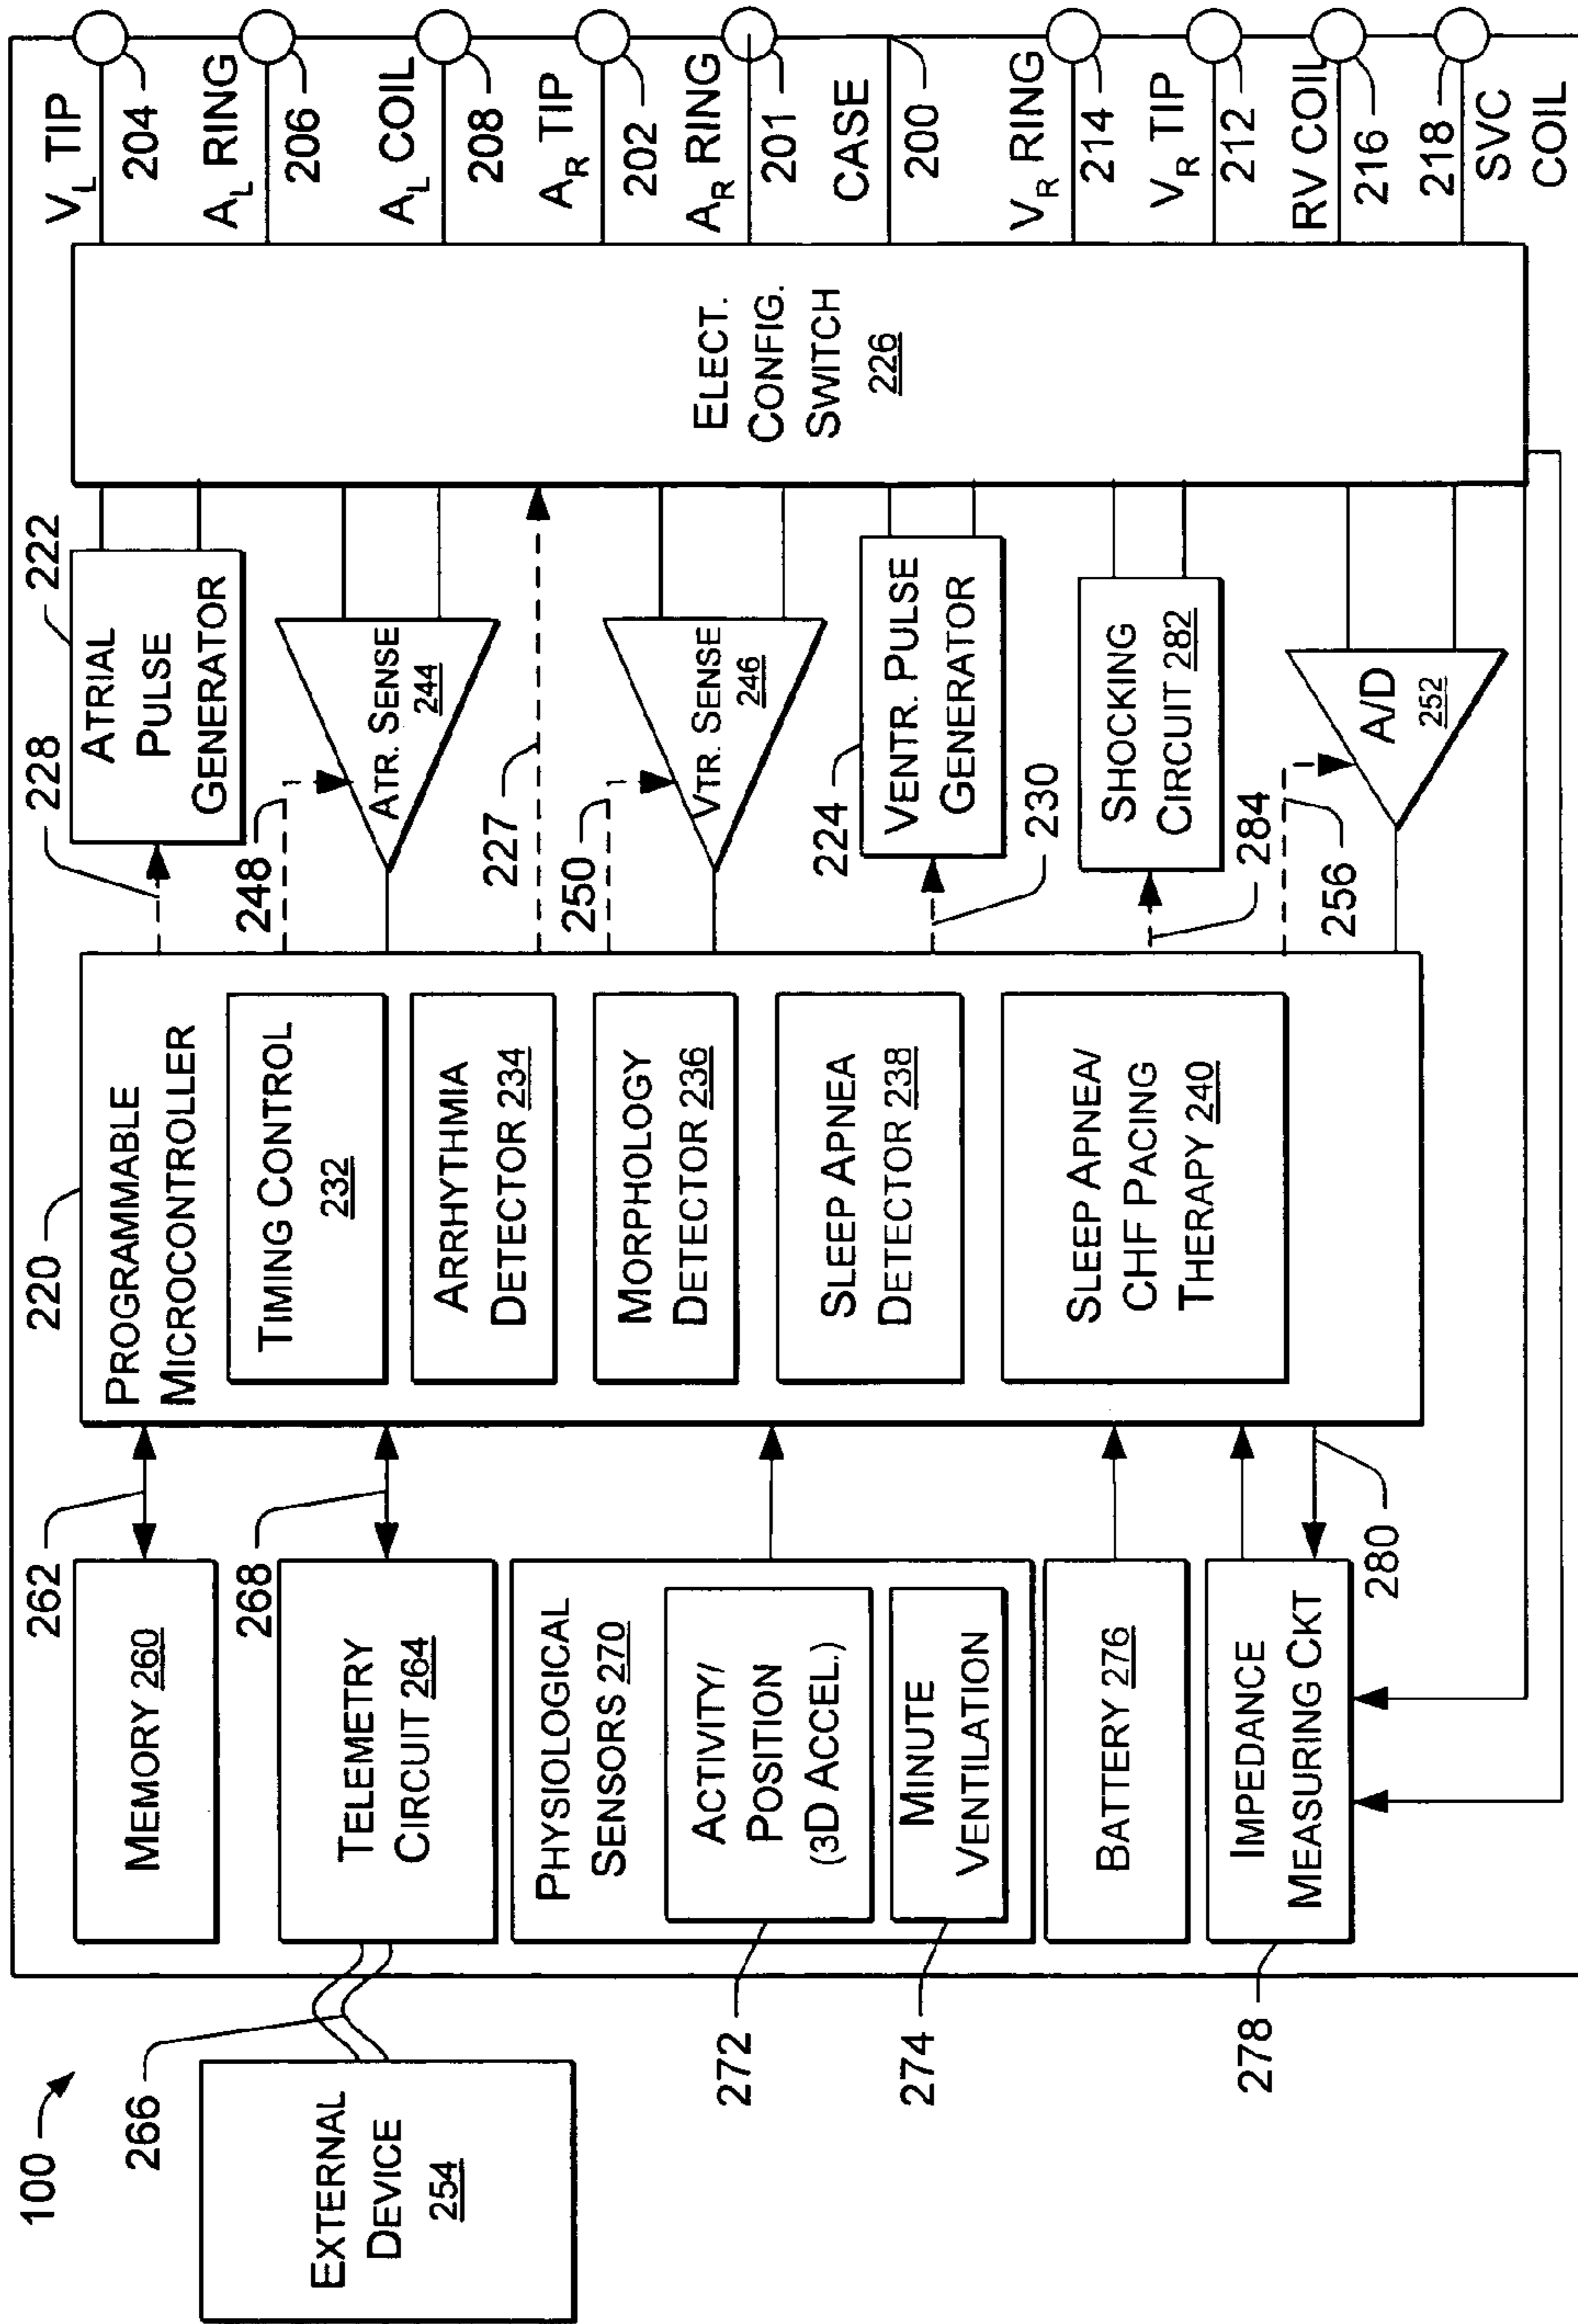 100
EXTERNAL
DEVICE
254
266
MEMORY 260
262
TELEMETRY
CIRCUIT 264
268
PHYSIOLOGICAL
SENSORS 270
ACTIVITY/
POSITION
(3D ACCEL.)
272
MINUTE
VENTILATION
274
BATTERY 276
IMPEDANCE
MEASURING CKT
278
280
220
PROGRAMMABLE
MICROCONTROLLER
TIMING CONTROL
232
ARRHYTHMIA
DETECTOR 234
MORPHOLOGY
DETECTOR 236
SLEEP APNEA
DETECTOR 238
SLEEP APNEA/
CHF PACING
THERAPY 240
228
222
ATRIAL
PULSE
GENERATOR
248
ATR. SENSE
244
227
250
VTR. SENSE
246
224
VENTR. PULSE
GENERATOR
230
SHOCKING
CIRCUIT 282
284
256
A/D
252
ELECT.
CONFIG.
SWITCH
226
VL TIP
204
AL RING
206
AL COIL
208
AR TIP
202
AR RING
201
CASE
200
VR RING
214
VR TIP
212
RV COIL
216
218
SVC
COIL